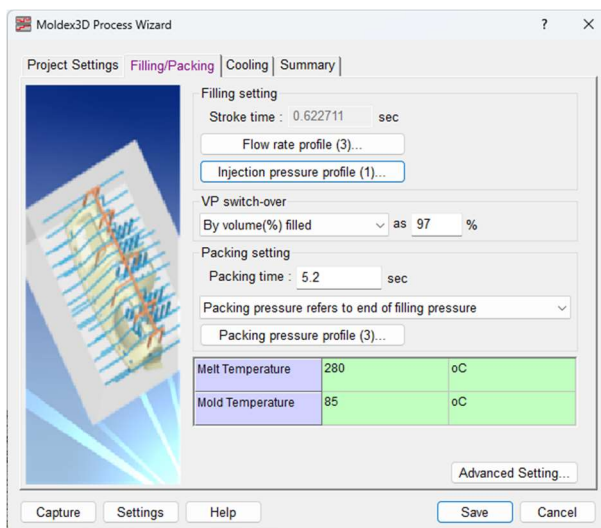 Moldex3D Process Wizard ? ×
Project Settings Filling/Packing Cooling Summary
Filling setting
Stroke time : 0.622711 sec
Flow rate profile (3)...
Injection pressure profile (1)...
VP switch-over
By volume(%) filled as 97 %
Packing setting
Packing time : 5.2 sec
Packing pressure refers to end of filling pressure
Packing pressure profile (3)...
Melt Temperature 280 oC
Mold Temperature 85 oC
Advanced Setting...
Capture Settings Help Save Cancel